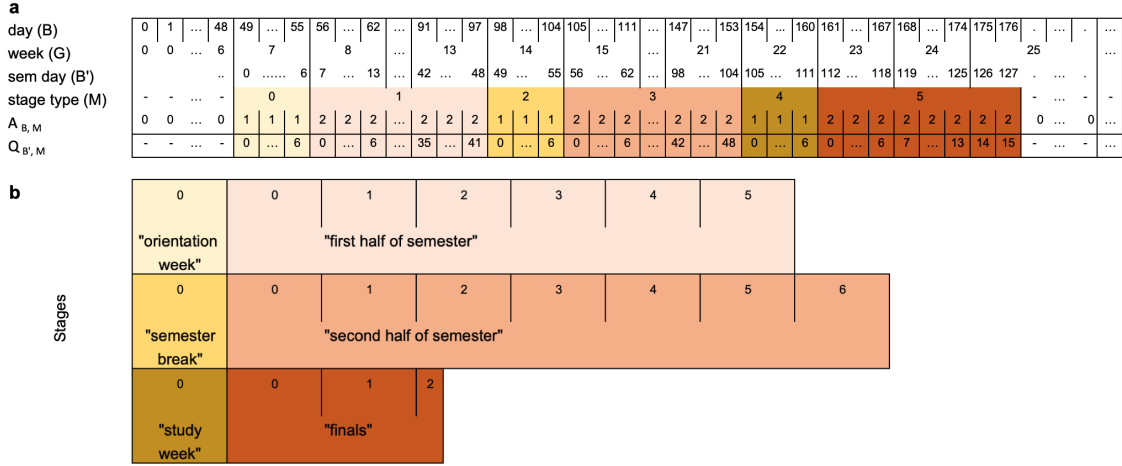 a
day (B) 0 1 ... 48 49 ... 55 56 ... 62 ... 91 ... 97 98 ... 104 105 ... 111 ... 147 ... 153 154 ... 160 161 ... 167 168 ... 174 175 176 . ... . ...
week (G) 0 0 ... 6 7 8 ... 13 14 15 ... 21 22 23 24 25 ...
sem day (B') .. 0 ...... 6 7 ... 13 ... 42 ... 48 49 ... 55 56 ... 62 ... 98 ... 104 105 ... 111 112 ... 118 119 ... 125 126 127 . ... . ...
stage type (M) - - ... - 0 1 2 3 4 5 - ... - -
A B, M 0 0 ... 0 1 1 1 2 2 2 ... 2 2 2 1 1 1 2 2 2 ... 2 2 2 1 1 1 2 2 2 2 2 2 2 2 0 ... 0 ...
Q B', M - - ... - 0 ... 6 0 ... 6 ... 35 ... 41 0 ... 6 0 ... 6 ... 42 ... 48 0 ... 6 0 ... 6 7 ... 13 14 15 - ... - ...
b
0 0 1 2 3 4 5
"orientation "first half of semester"
week"
0 0 1 2 3 4 5 6
"semester "second half of semester"
break"
0 0 1 2
"study "finals"
week"
Stages